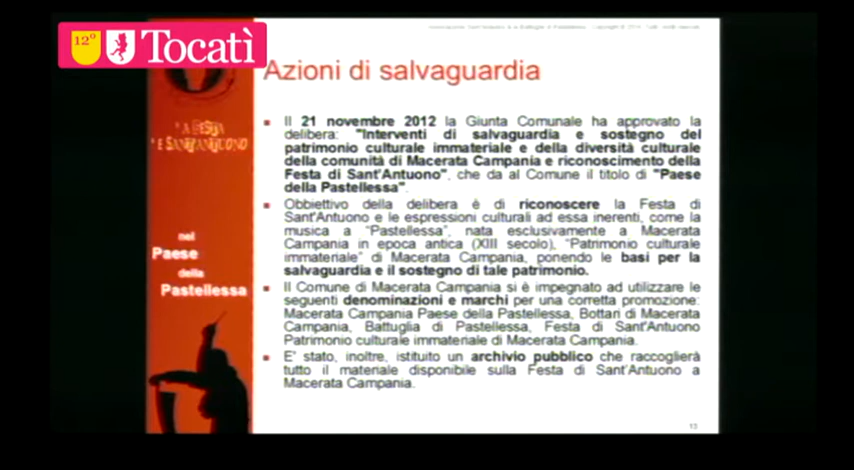 12°
Tocatì
Azioni di salvaguardia
Il 21 novembre 2012 la Giunta Comunale ha approvato la
delibera: "Interventi di salvaguardia e sostegno del
patrimonio culturale immateriale e della diversità culturale
della comunità di Macerata Campania e riconoscimento della
Festa di Sant'Antuono", che da al Comune il titolo di "Paese
della Pastellessa".
Obbiettivo della delibera è di riconoscere la Festa di
Sant'Antuono e le espressioni culturali ad essa inerenti, come la
musica a "Pastellessa", nata esclusivamente a Macerata
Campania in epoca antica (XIII secolo), "Patrimonio culturale
immateriale" di Macerata Campania, ponendo le basi per la
salvaguardia e il sostegno di tale patrimonio.
Il Comune di Macerata Campania si è impegnato ad utilizzare le
seguenti denominazioni e marchi per una corretta promozione:
Macerata Campania Paese della Pastellessa, Bottari di Macerata
Campania, Battuglia di Pastellessa, Festa di Sant'Antuono
Patrimonio culturale immateriale di Macerata Campania.
E' stato, inoltre, istituito un archivio pubblico che raccoglierà
tutto il materiale disponibile sulla Festa di Sant'Antuono a
Macerata Campania.
nel
Paese
della
Pastellessa
13